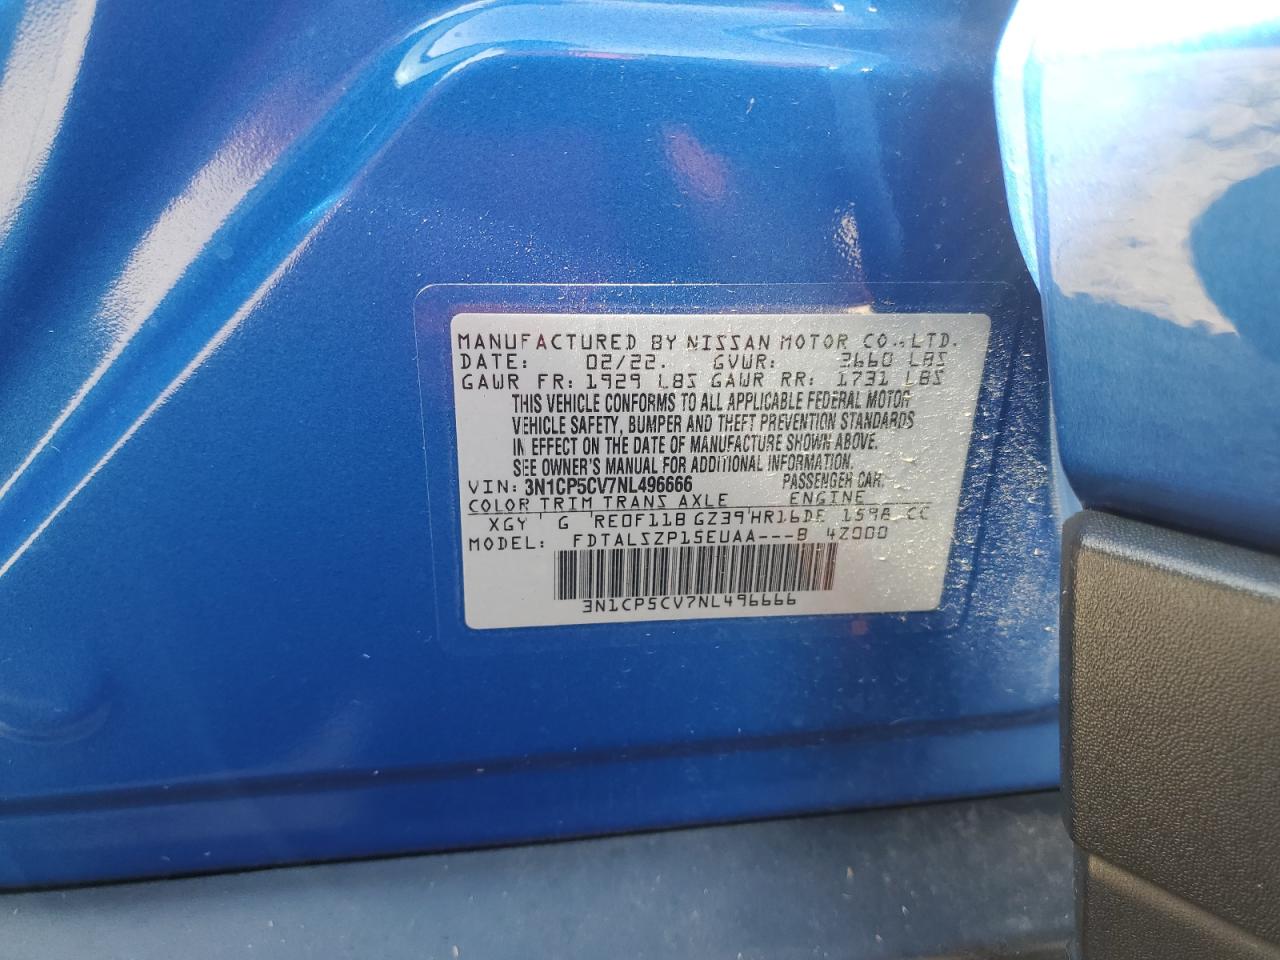 MANUFACTURED BY NISSAN MOTOR CO.,LTD.
DATE: 02/22. GVWR: 3660 LBS
GAWR FR: 1929 LBS GAWR RR: 1731 LBS
THIS VEHICLE CONFORMS TO ALL APPLICABLE FEDERAL MOTOR
VEHICLE SAFETY, BUMPER AND THEFT PREVENTION STANDARDS
IN EFFECT ON THE DATE OF MANUFACTURE SHOWN ABOVE.
SEE OWNER'S MANUAL FOR ADDITIONAL INFORMATION.
VIN: 3N1CP5CV7NL496666 PASSENGER CAR.
COLOR TRIM TRANS AXLE ENGINE
XGY G RE0F11B GZ39 HR16DE 1598 CC
MODEL: FDTALSZP15EUAA---B 4Z000
3N1CP5CV7NL496666